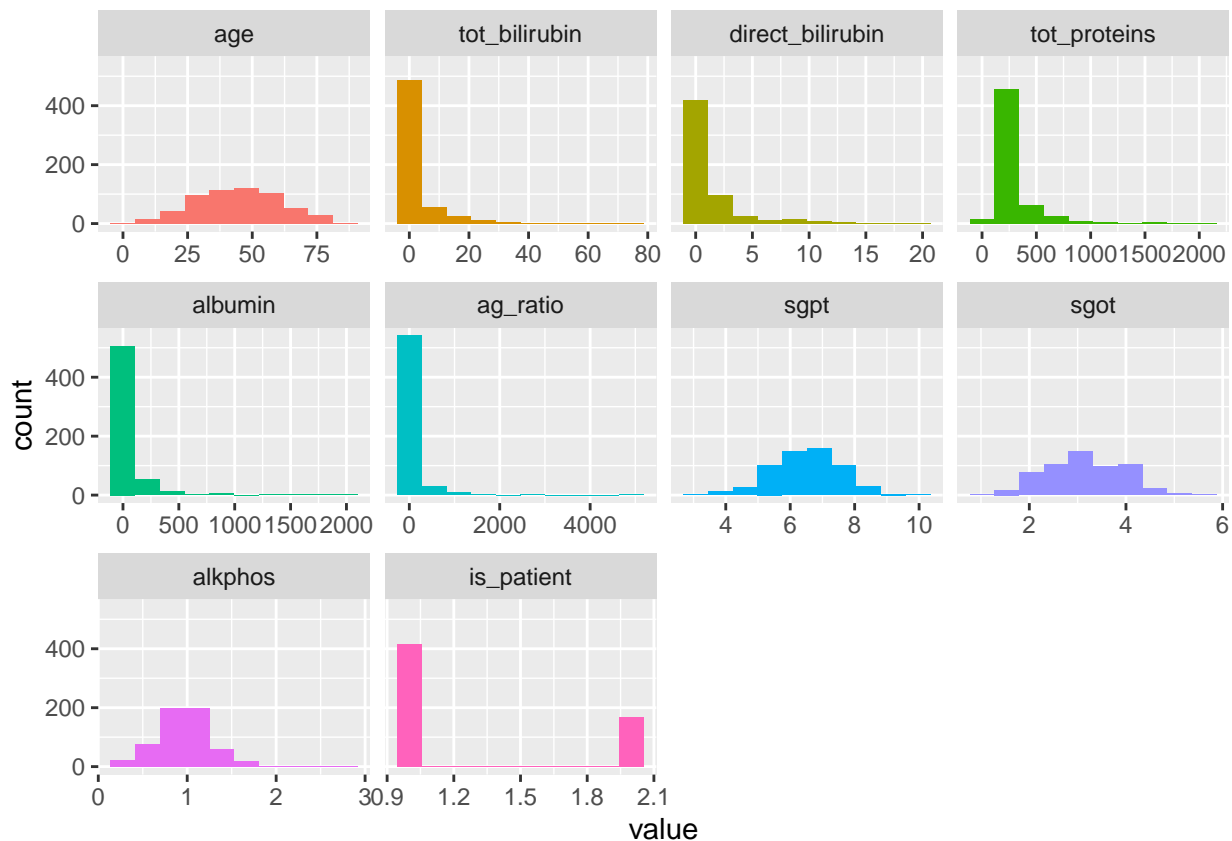 age tot_bilirubin direct_bilirubin tot_proteins
400
200
0
0 25 50 75 0 20 40 60 80 0 5 10 15 20 0 500 1000 1500 2000
albumin ag_ratio sgpt sgot
400
200
0
0 500 1000 1500 2000 0 2000 4000 4 6 8 10 2 4 6
count
alkphos is_patient
400
200
0
0 1 2 3 0.9 1.2 1.5 1.8 2.1
value